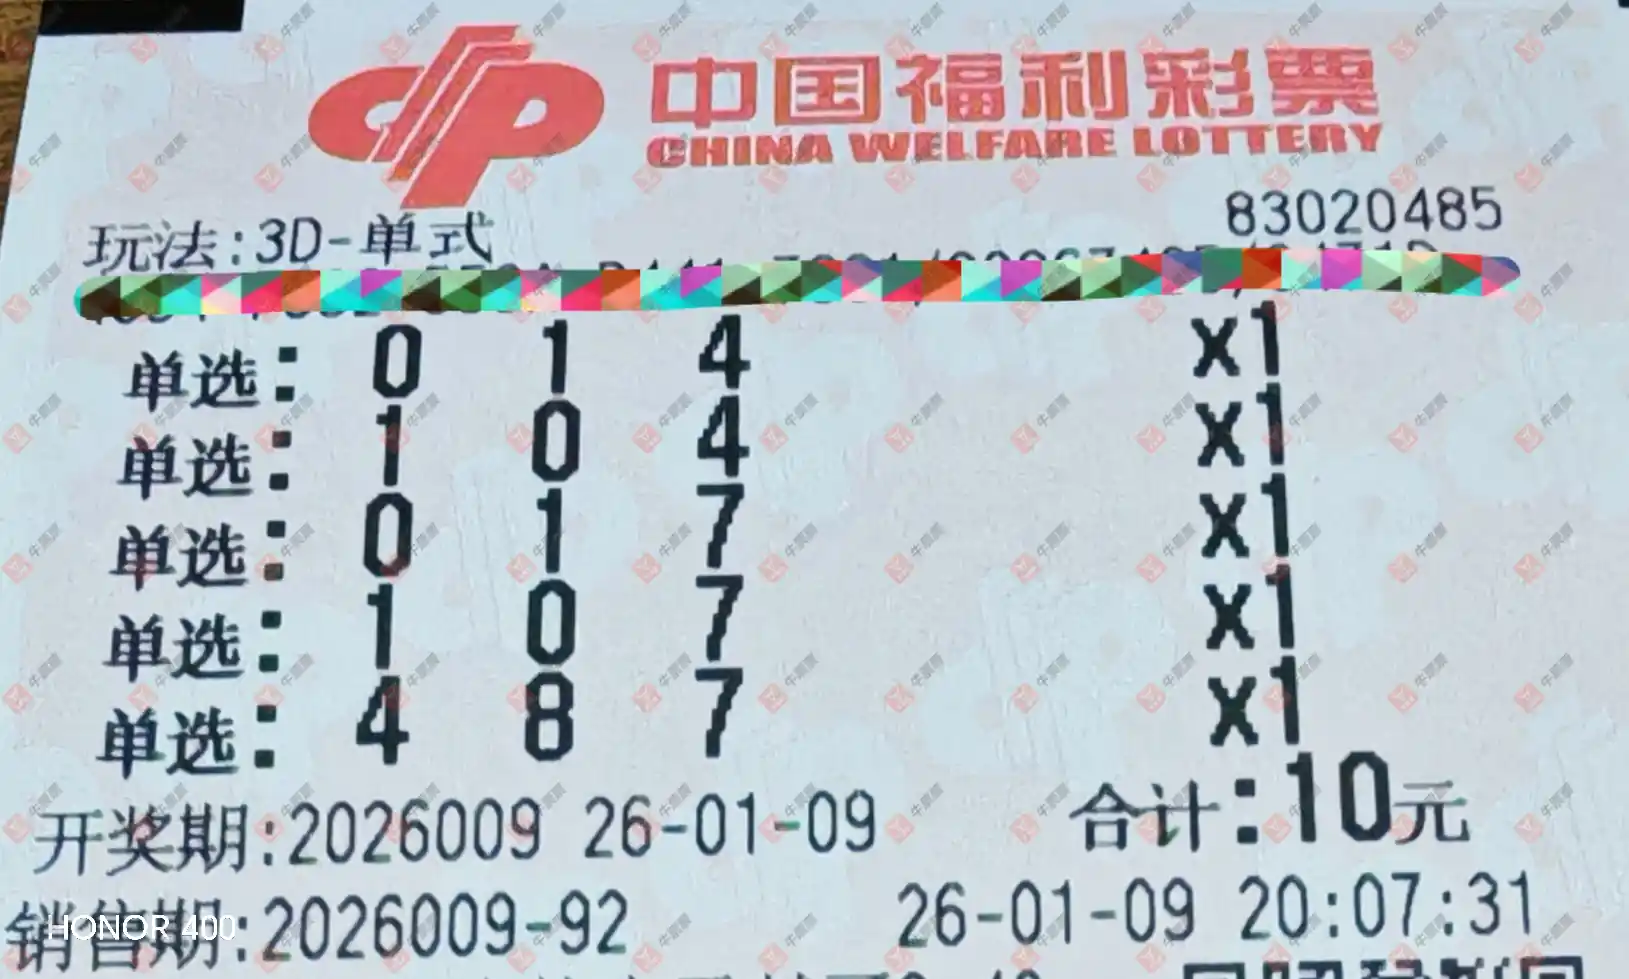 中国福利彩票
CHINA WELFARE LOTTERY
83020485
玩法:3D-单式
单选: 0 1 4 x1
单选: 1 0 4 x1
单选: 0 1 7 x1
单选: 1 0 7 x1
单选: 4 8 7 x1
合计:10元
开奖期:2026009 26-01-09
销售期:2026009-92 26-01-09 20:07:31
HONOR 400